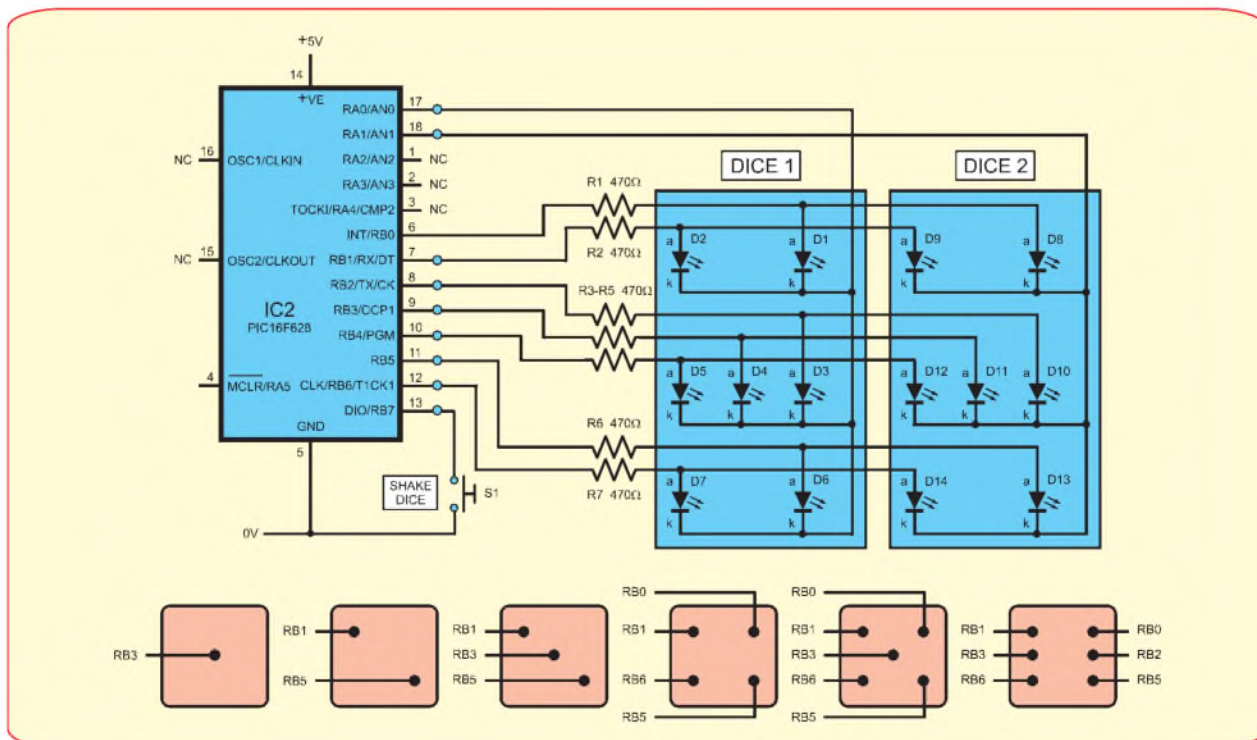 +5V
14
+VE
RA0/AN0 17
RA1/AN1 18
NC 16 OSC1/CLKIN
RA2/AN2 1 NC
RA3/AN3 2 NC
TOCKI/RA4/CMP2 3 NC
INT/RB0 6
NC 15 OSC2/CLKOUT
RB1/RX/DT 7
RB2/TX/CK 8
IC2
PIC16F628
RB3/CCP1 9
RB4/PGM 10
RB5 11
4 MCLR/RA5
CLK/RB6/T1CK1 12
DIO/RB7 13
GND
5
0V
SHAKE
DICE
S1
R1 470Ω
R2 470Ω
R3-R5 470Ω
R6 470Ω
R7 470Ω
DICE 1
a D2 k
a D1 k
a D5 k
a D4 k
a D3 k
a D7 k
a D6 k
DICE 2
a D9 k
a D8 k
a D12 k
a D11 k
a D10 k
a D14 k
a D13 k
RB3
RB1
RB5
RB1
RB3
RB5
RB0
RB1
RB6
RB5
RB0
RB1
RB3
RB6
RB5
RB1 RB0
RB3 RB2
RB6 RB5